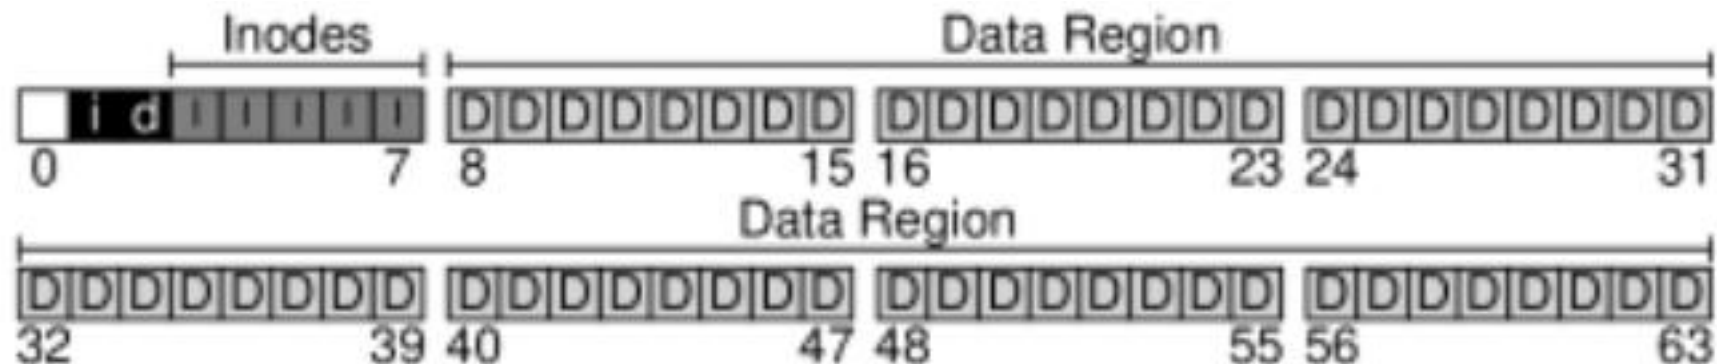 Inodes Data Region
i d I I I I I D D D D D D D D D D D D D D D D D D D D D D D D
0 7 8 15 16 23 24 31
Data Region
D D D D D D D D D D D D D D D D D D D D D D D D D D D D D D D D
32 39 40 47 48 55 56 63